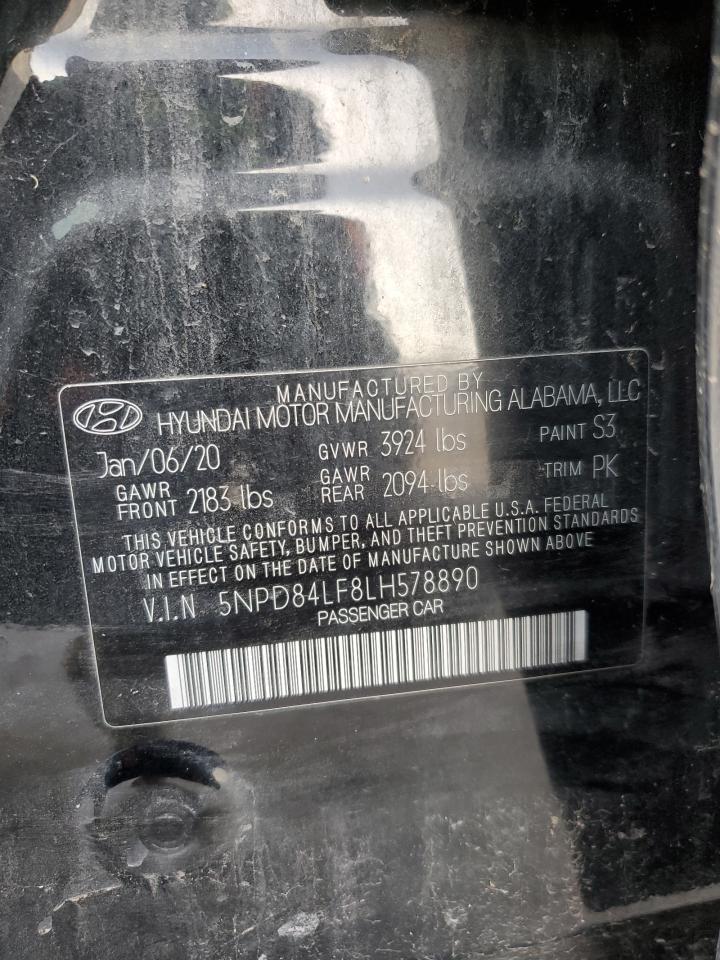 MANUFACTURED BY
HYUNDAI MOTOR MANUFACTURING ALABAMA, LLC
Jan/06/20 GVWR 3924 lbs PAINT S3
GAWR FRONT 2183 lbs GAWR REAR 2094 lbs TRIM PK
THIS VEHICLE CONFORMS TO ALL APPLICABLE U.S.A. FEDERAL
MOTOR VEHICLE SAFETY, BUMPER, AND THEFT PREVENTION STANDARDS
IN EFFECT ON THE DATE OF MANUFACTURE SHOWN ABOVE
V.I.N 5NPD84LF8LH578890
PASSENGER CAR